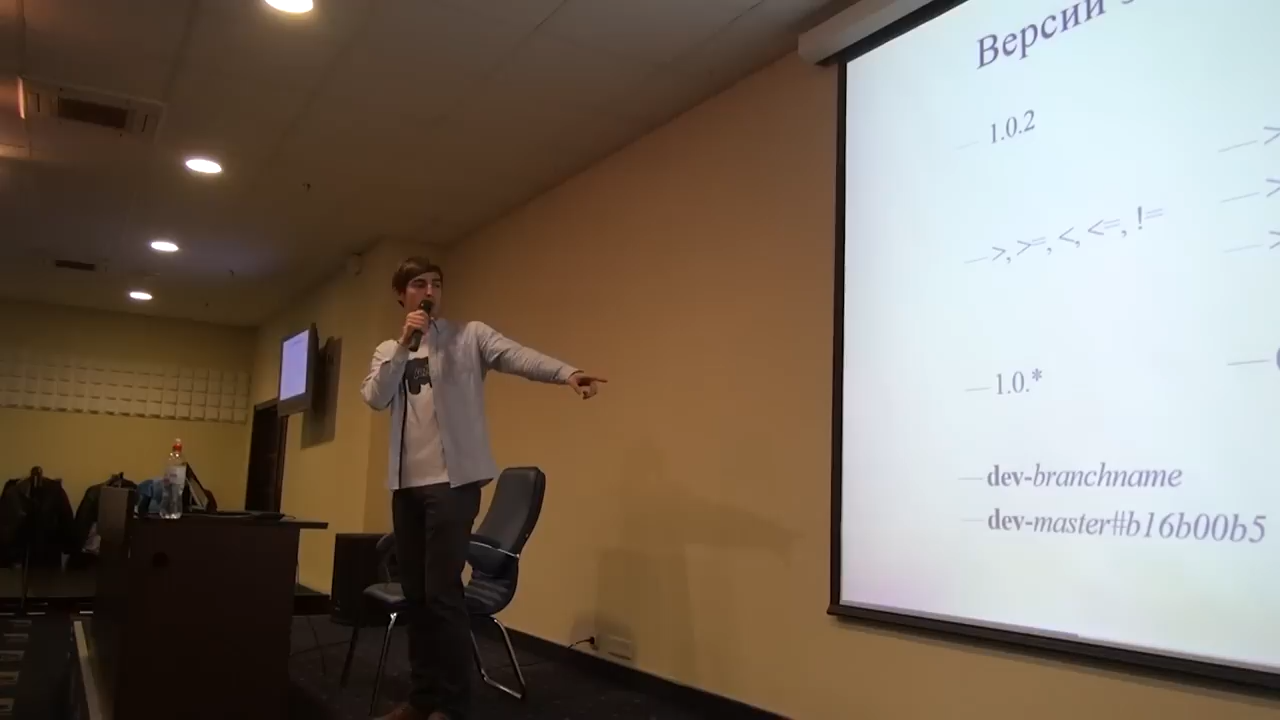 Версии
— 1.0.2
— >, >=, <, <=, !=
— 1.0.*
— dev-branchname
— dev-master#b16b00b5
— >
— >
— >